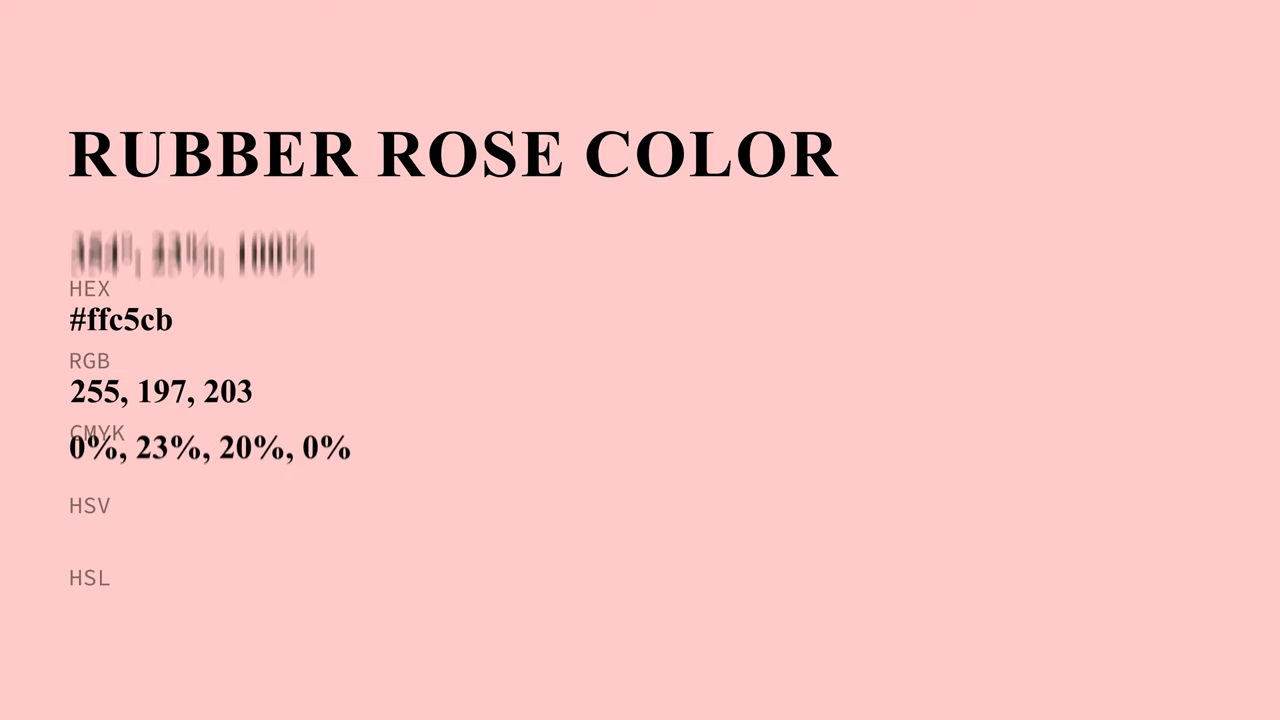 RUBBER ROSE COLOR
HEX
#ffc5cb
RGB
255, 197, 203
CMYK
0%, 23%, 20%, 0%
HSV
HSL